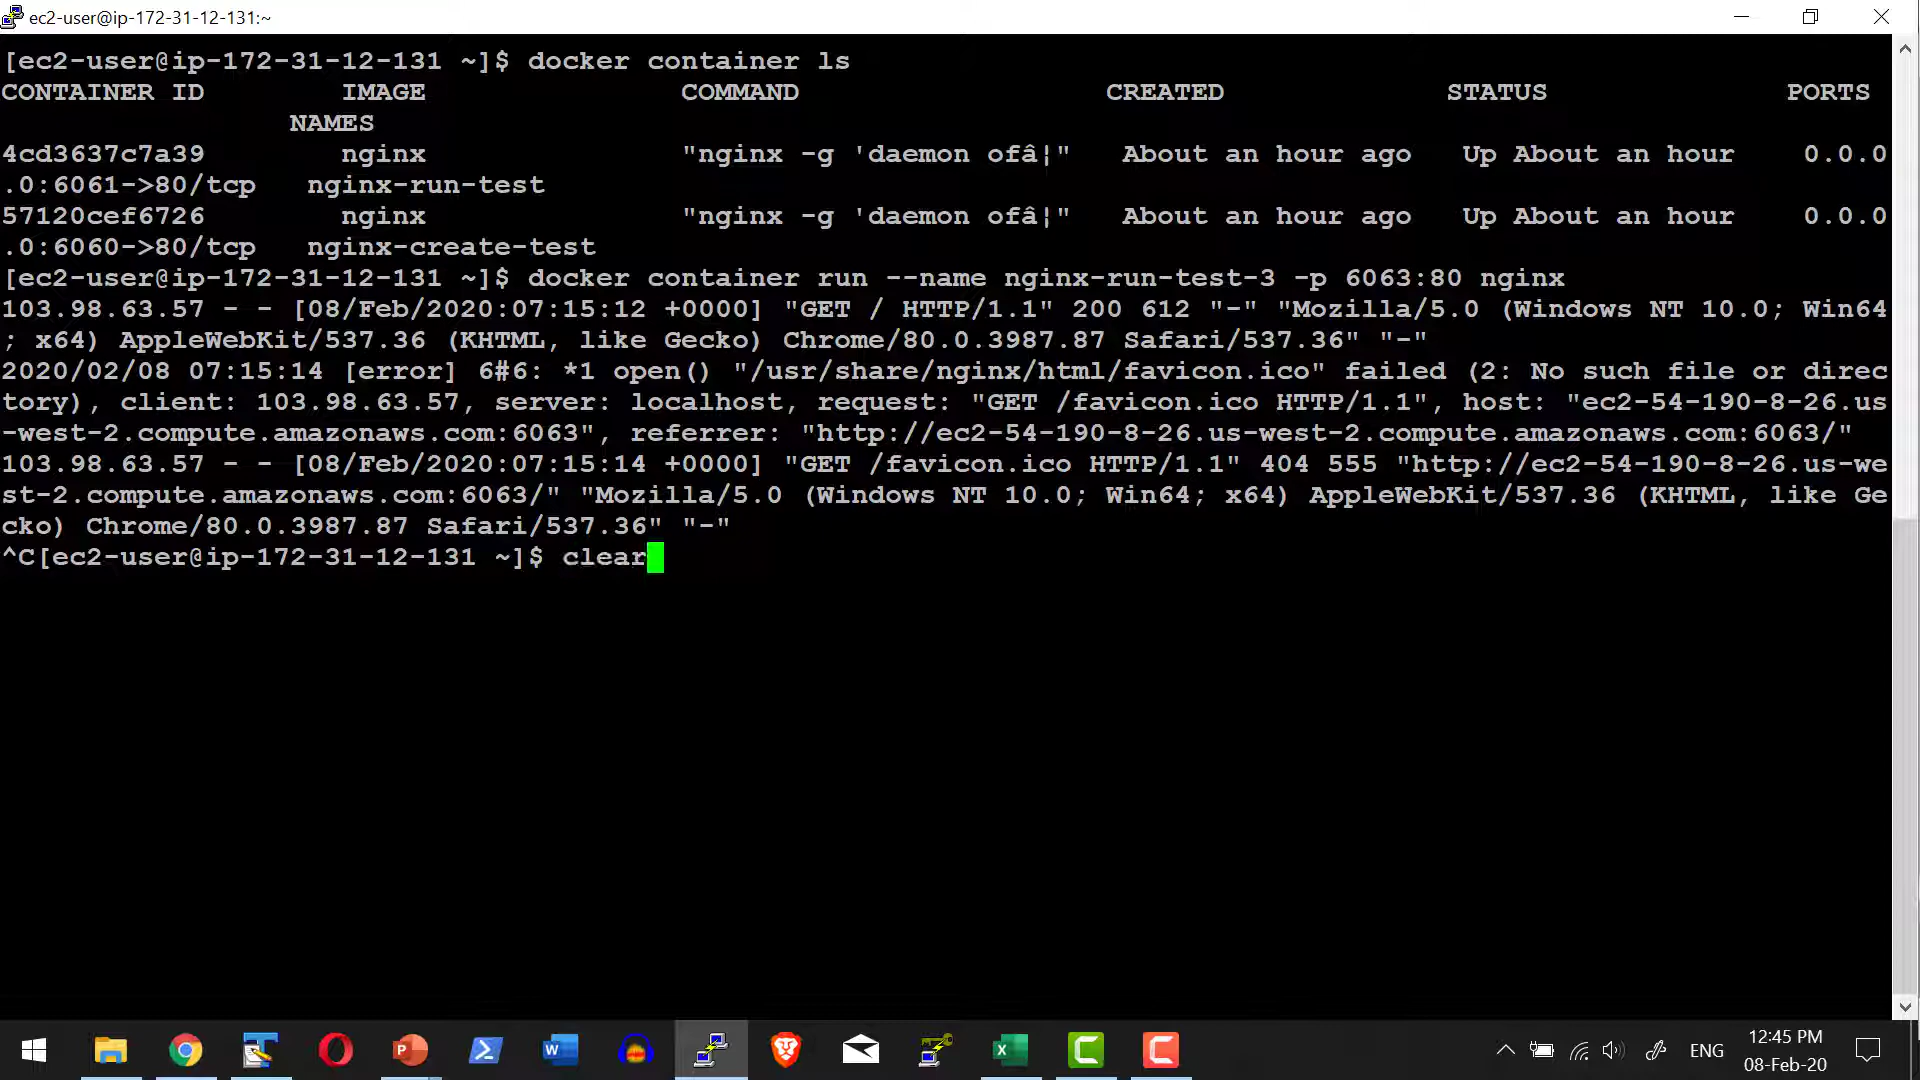 ec2-user@ip-172-31-12-131:~
[ec2-user@ip-172-31-12-131 ~]$ docker container ls
CONTAINER ID        IMAGE               COMMAND                  CREATED             STATUS              PORTS
                 NAMES
4cd3637c7a39        nginx               "nginx -g 'daemon ofâ¦"   About an hour ago   Up About an hour    0.0.0
.0:6061->80/tcp   nginx-run-test
57120cef6726        nginx               "nginx -g 'daemon ofâ¦"   About an hour ago   Up About an hour    0.0.0
.0:6060->80/tcp   nginx-create-test
[ec2-user@ip-172-31-12-131 ~]$ docker container run --name nginx-run-test-3 -p 6063:80 nginx
103.98.63.57 - - [08/Feb/2020:07:15:12 +0000] "GET / HTTP/1.1" 200 612 "-" "Mozilla/5.0 (Windows NT 10.0; Win64
; x64) AppleWebKit/537.36 (KHTML, like Gecko) Chrome/80.0.3987.87 Safari/537.36" "-"
2020/02/08 07:15:14 [error] 6#6: *1 open() "/usr/share/nginx/html/favicon.ico" failed (2: No such file or direc
tory), client: 103.98.63.57, server: localhost, request: "GET /favicon.ico HTTP/1.1", host: "ec2-54-190-8-26.us
-west-2.compute.amazonaws.com:6063", referrer: "http://ec2-54-190-8-26.us-west-2.compute.amazonaws.com:6063/"
103.98.63.57 - - [08/Feb/2020:07:15:14 +0000] "GET /favicon.ico HTTP/1.1" 404 555 "http://ec2-54-190-8-26.us-we
st-2.compute.amazonaws.com:6063/" "Mozilla/5.0 (Windows NT 10.0; Win64; x64) AppleWebKit/537.36 (KHTML, like Ge
cko) Chrome/80.0.3987.87 Safari/537.36" "-"
^C[ec2-user@ip-172-31-12-131 ~]$ clear
ENG
12:45 PM
08-Feb-20